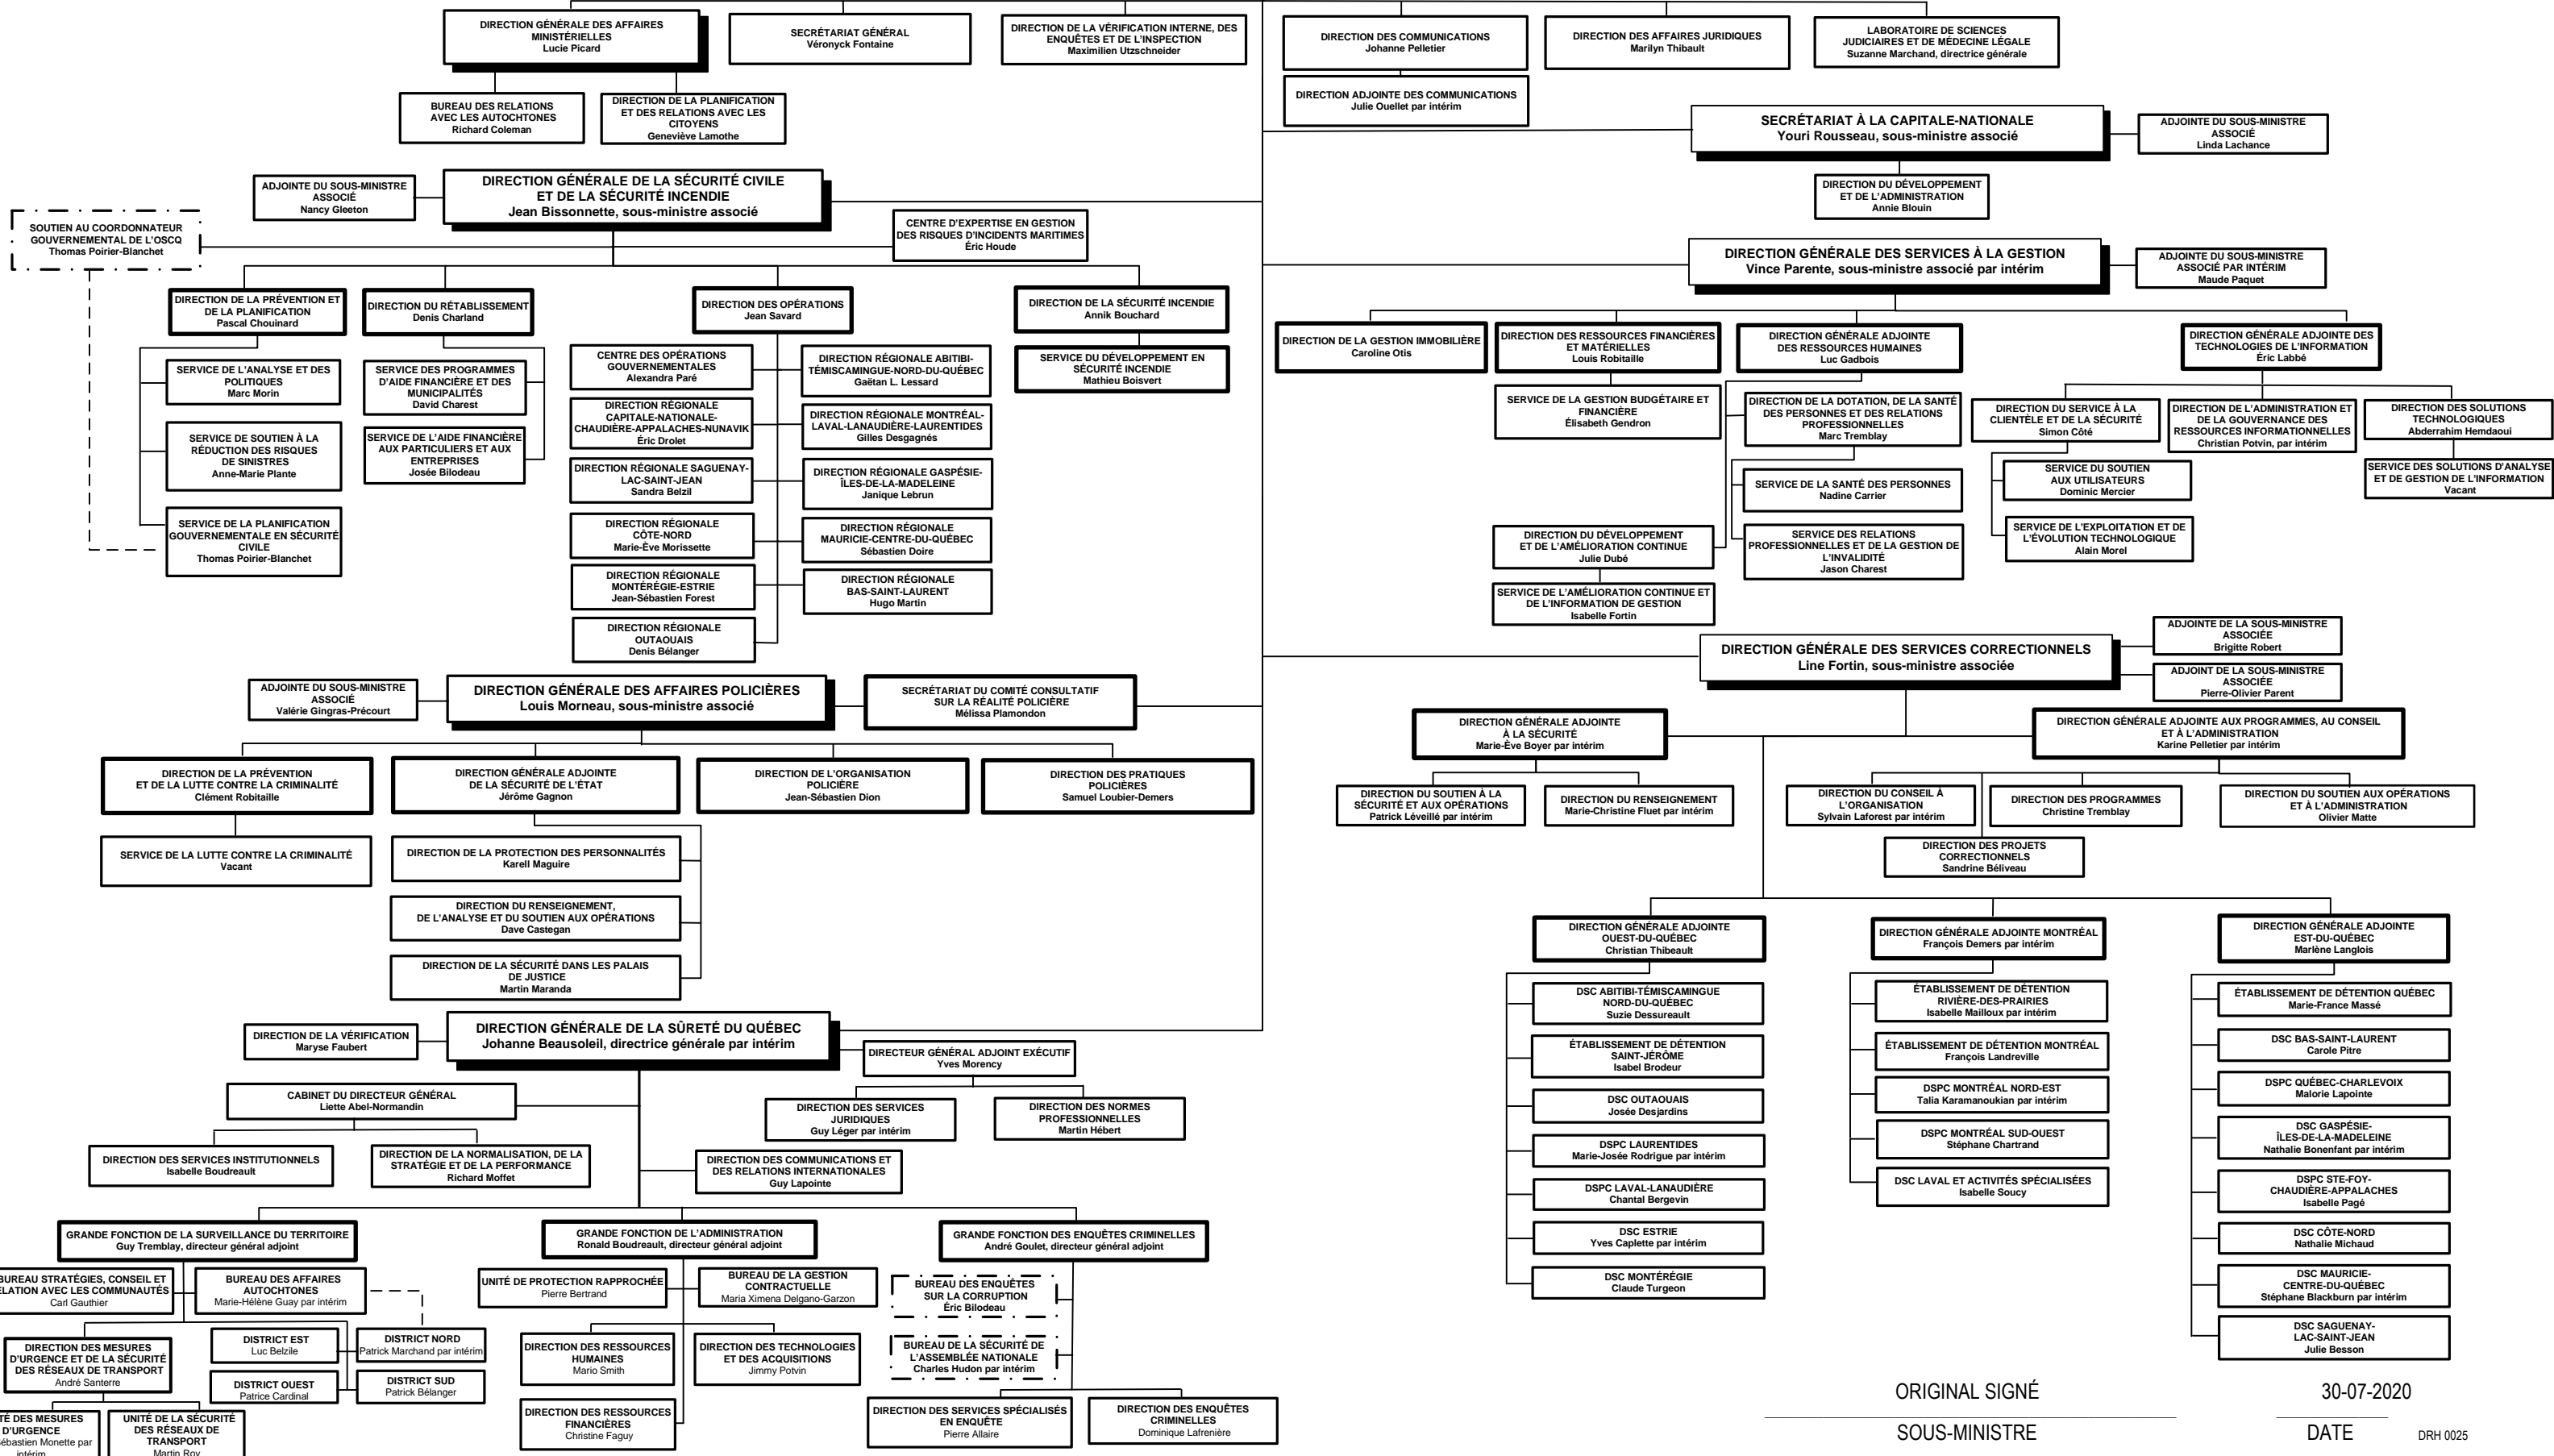 DIRECTION GÉNÉRALE DES AFFAIRES
MINISTÉRIELLES
Lucie Picard
SECRÉTARIAT GÉNÉRAL
Véronyck Fontaine
DIRECTION DE LA VÉRIFICATION INTERNE, DES
ENQUÊTES ET DE L'INSPECTION
Maximilien Utzschneider
DIRECTION DES COMMUNICATIONS
Johanne Pelletier
DIRECTION DES AFFAIRES JURIDIQUES
Marilyn Thibault
LABORATOIRE DE SCIENCES
JUDICIAIRES ET DE MÉDECINE LÉGALE
Suzanne Marchand, directrice générale
BUREAU DES RELATIONS
AVEC LES AUTOCHTONES
Richard Coleman
DIRECTION DE LA PLANIFICATION
ET DES RELATIONS AVEC LES
CITOYENS
Geneviève Lamothe
DIRECTION ADJOINTE DES COMMUNICATIONS
Julie Ouellet par intérim
SECRÉTARIAT À LA CAPITALE-NATIONALE
Youri Rousseau, sous-ministre associé
ADJOINTE DU SOUS-MINISTRE
ASSOCIÉ
Linda Lachance
DIRECTION DU DÉVELOPPEMENT
ET DE L'ADMINISTRATION
Annie Blouin
ADJOINTE DU SOUS-MINISTRE
ASSOCIÉ
Nancy Gleeton
DIRECTION GÉNÉRALE DE LA SÉCURITÉ CIVILE
ET DE LA SÉCURITÉ INCENDIE
Jean Bissonnette, sous-ministre associé
SOUTIEN AU COORDONNATEUR
GOUVERNEMENTAL DE L'OSCQ
Thomas Poirier-Blanchet
CENTRE D'EXPERTISE EN GESTION
DES RISQUES D'INCIDENTS MARITIMES
Éric Houde
DIRECTION DE LA PRÉVENTION ET
DE LA PLANIFICATION
Pascal Chouinard
DIRECTION DU RÉTABLISSEMENT
Denis Charland
DIRECTION DES OPÉRATIONS
Jean Savard
DIRECTION DE LA SÉCURITÉ INCENDIE
Annik Bouchard
SERVICE DE L'ANALYSE ET DES
POLITIQUES
Marc Morin
SERVICE DE SOUTIEN À LA
RÉDUCTION DES RISQUES
DE SINISTRES
Anne-Marie Plante
SERVICE DE LA PLANIFICATION
GOUVERNEMENTALE EN SÉCURITÉ
CIVILE
Thomas Poirier-Blanchet
SERVICE DES PROGRAMMES
D'AIDE FINANCIÈRE ET DES
MUNICIPALITÉS
David Charest
SERVICE DE L'AIDE FINANCIÈRE
AUX PARTICULIERS ET AUX
ENTREPRISES
Josée Bilodeau
CENTRE DES OPÉRATIONS
GOUVERNEMENTALES
Alexandra Paré
DIRECTION RÉGIONALE ABITIBI-
TÉMISCAMINGUE-NORD-DU-QUÉBEC
Gaëtan L. Lessard
DIRECTION RÉGIONALE
CAPITALE-NATIONALE-
CHAUDIÈRE-APPALACHES-NUNAVIK
Éric Drolet
DIRECTION RÉGIONALE MONTRÉAL-
LAVAL-LANAUDIÈRE-LAURENTIDES
Gilles Desgagnés
DIRECTION RÉGIONALE SAGUENAY-
LAC-SAINT-JEAN
Sandra Belzil
DIRECTION RÉGIONALE GASPÉSIE-
ÎLES-DE-LA-MADELEINE
Janique Lebrun
DIRECTION RÉGIONALE
CÔTE-NORD
Marie-Ève Morissette
DIRECTION RÉGIONALE
MAURICIE-CENTRE-DU-QUÉBEC
Sébastien Doire
DIRECTION RÉGIONALE
MONTÉRÉGIE-ESTRIE
Jean-Sébastien Forest
DIRECTION RÉGIONALE
BAS-SAINT-LAURENT
Hugo Martin
DIRECTION RÉGIONALE
OUTAOUAIS
Denis Bélanger
SERVICE DU DÉVELOPPEMENT EN
SÉCURITÉ INCENDIE
Mathieu Boisvert
DIRECTION GÉNÉRALE DES SERVICES À LA GESTION
Vince Parente, sous-ministre associé par intérim
ADJOINTE DU SOUS-MINISTRE
ASSOCIÉ PAR INTÉRIM
Maude Paquet
DIRECTION DE LA GESTION IMMOBILIÈRE
Caroline Otis
DIRECTION DES RESSOURCES FINANCIÈRES
ET MATÉRIELLES
Louis Robitaille
DIRECTION GÉNÉRALE ADJOINTE
DES RESSOURCES HUMAINES
Luc Gadbois
DIRECTION GÉNÉRALE ADJOINTE DES
TECHNOLOGIES DE L'INFORMATION
Éric Labbé
SERVICE DE LA GESTION BUDGÉTAIRE ET
FINANCIÈRE
Élisabeth Gendron
DIRECTION DE LA DOTATION, DE LA SANTÉ
DES PERSONNES ET DES RELATIONS
PROFESSIONNELLES
Marc Tremblay
SERVICE DE LA SANTÉ DES PERSONNES
Nadine Carrier
SERVICE DES RELATIONS
PROFESSIONNELLES ET DE LA GESTION DE
L'INVALIDITÉ
Jason Charest
DIRECTION DU DÉVELOPPEMENT
ET DE L'AMÉLIORATION CONTINUE
Julie Dubé
SERVICE DE L'AMÉLIORATION CONTINUE ET
DE L'INFORMATION DE GESTION
Isabelle Fortin
DIRECTION DU SERVICE À LA
CLIENTÈLE ET DE LA SÉCURITÉ
Simon Côté
DIRECTION DE L'ADMINISTRATION ET
DE LA GOUVERNANCE DES
RESSOURCES INFORMATIONNELLES
Christian Potvin, par intérim
DIRECTION DES SOLUTIONS
TECHNOLOGIQUES
Abderrahim Hemdaoui
SERVICE DU SOUTIEN
AUX UTILISATEURS
Dominic Mercier
SERVICE DE L'EXPLOITATION ET DE
L'ÉVOLUTION TECHNOLOGIQUE
Alain Morel
SERVICE DES SOLUTIONS D'ANALYSE
ET DE GESTION DE L'INFORMATION
Vacant
ADJOINTE DU SOUS-MINISTRE
ASSOCIÉ
Valérie Gingras-Précourt
DIRECTION GÉNÉRALE DES AFFAIRES POLICIÈRES
Louis Morneau, sous-ministre associé
SECRÉTARIAT DU COMITÉ CONSULTATIF
SUR LA RÉALITÉ POLICIÈRE
Mélissa Plamondon
DIRECTION DE LA PRÉVENTION
ET DE LA LUTTE CONTRE LA CRIMINALITÉ
Clément Robitaille
DIRECTION GÉNÉRALE ADJOINTE
DE LA SÉCURITÉ DE L'ÉTAT
Jérôme Gagnon
DIRECTION DE L'ORGANISATION
POLICIÈRE
Jean-Sébastien Dion
DIRECTION DES PRATIQUES
POLICIÈRES
Samuel Loubier-Demers
SERVICE DE LA LUTTE CONTRE LA CRIMINALITÉ
Vacant
DIRECTION DE LA PROTECTION DES PERSONNALITÉS
Karell Maguire
DIRECTION DU RENSEIGNEMENT,
DE L'ANALYSE ET DU SOUTIEN AUX OPÉRATIONS
Dave Castegan
DIRECTION DE LA SÉCURITÉ DANS LES PALAIS
DE JUSTICE
Martin Maranda
DIRECTION GÉNÉRALE DES SERVICES CORRECTIONNELS
Line Fortin, sous-ministre associée
ADJOINTE DE LA SOUS-MINISTRE
ASSOCIÉE
Brigitte Robert
ADJOINT DE LA SOUS-MINISTRE
ASSOCIÉE
Pierre-Olivier Parent
DIRECTION GÉNÉRALE ADJOINTE
À LA SÉCURITÉ
Marie-Ève Boyer par intérim
DIRECTION GÉNÉRALE ADJOINTE AUX PROGRAMMES, AU CONSEIL
ET À L'ADMINISTRATION
Karine Pelletier par intérim
DIRECTION DU SOUTIEN À LA
SÉCURITÉ ET AUX OPÉRATIONS
Patrick Léveillé par intérim
DIRECTION DU RENSEIGNEMENT
Marie-Christine Fluet par intérim
DIRECTION DU CONSEIL À
L'ORGANISATION
Sylvain Laforest par intérim
DIRECTION DES PROGRAMMES
Christine Tremblay
DIRECTION DU SOUTIEN AUX OPÉRATIONS
ET À L'ADMINISTRATION
Olivier Matte
DIRECTION DES PROJETS
CORRECTIONNELS
Sandrine Béliveau
DIRECTION GÉNÉRALE ADJOINTE
OUEST-DU-QUÉBEC
Christian Thibeault
DIRECTION GÉNÉRALE ADJOINTE MONTRÉAL
François Demers par intérim
DIRECTION GÉNÉRALE ADJOINTE
EST-DU-QUÉBEC
Marlène Langlois
DSC ABITIBI-TÉMISCAMINGUE
NORD-DU-QUÉBEC
Suzie Dessureault
ÉTABLISSEMENT DE DÉTENTION
SAINT-JÉRÔME
Isabel Brodeur
DSC OUTAOUAIS
Josée Desjardins
DSPC LAURENTIDES
Marie-Josée Rodrigue par intérim
DSPC LAVAL-LANAUDIÈRE
Chantal Bergevin
DSC ESTRIE
Yves Caplette par intérim
DSC MONTÉRÉGIE
Claude Turgeon
ÉTABLISSEMENT DE DÉTENTION
RIVIÈRE-DES-PRAIRIES
Isabelle Mailloux par intérim
ÉTABLISSEMENT DE DÉTENTION MONTRÉAL
François Landreville
DSPC MONTRÉAL NORD-EST
Talia Karamanoukian par intérim
DSPC MONTRÉAL SUD-OUEST
Stéphane Chartrand
DSC LAVAL ET ACTIVITÉS SPÉCIALISÉES
Isabelle Soucy
ÉTABLISSEMENT DE DÉTENTION QUÉBEC
Marie-France Massé
DSC BAS-SAINT-LAURENT
Carole Pitre
DSPC QUÉBEC-CHARLEVOIX
Malorie Lapointe
DSC GASPÉSIE-
ÎLES-DE-LA-MADELEINE
Nathalie Bonenfant par intérim
DSPC STE-FOY-
CHAUDIÈRE-APPALACHES
Isabelle Pagé
DSC CÔTE-NORD
Nathalie Michaud
DSC MAURICIE-
CENTRE-DU-QUÉBEC
Stéphane Blackburn par intérim
DSC SAGUENAY-
LAC-SAINT-JEAN
Julie Besson
DIRECTION DE LA VÉRIFICATION
Maryse Faubert
DIRECTION GÉNÉRALE DE LA SÛRETÉ DU QUÉBEC
Johanne Beausoleil, directrice générale par intérim
DIRECTEUR GÉNÉRAL ADJOINT EXÉCUTIF
Yves Morency
CABINET DU DIRECTEUR GÉNÉRAL
Liette Abel-Normandin
DIRECTION DES SERVICES
JURIDIQUES
Guy Léger par intérim
DIRECTION DES NORMES
PROFESSIONNELLES
Martin Hébert
DIRECTION DES SERVICES INSTITUTIONNELS
Isabelle Boudreault
DIRECTION DE LA NORMALISATION, DE LA
STRATÉGIE ET DE LA PERFORMANCE
Richard Moffet
DIRECTION DES COMMUNICATIONS ET
DES RELATIONS INTERNATIONALES
Guy Lapointe
GRANDE FONCTION DE LA SURVEILLANCE DU TERRITOIRE
Guy Tremblay, directeur général adjoint
GRANDE FONCTION DE L'ADMINISTRATION
Ronald Boudreault, directeur général adjoint
GRANDE FONCTION DES ENQUÊTES CRIMINELLES
André Goulet, directeur général adjoint
BUREAU STRATÉGIES, CONSEIL ET
ELATION AVEC LES COMMUNAUTÉS
Carl Gauthier
BUREAU DES AFFAIRES
AUTOCHTONES
Marie-Hélène Guay par intérim
DIRECTION DES MESURES
D'URGENCE ET DE LA SÉCURITÉ
DES RÉSEAUX DE TRANSPORT
André Santerre
DISTRICT EST
Luc Belzile
DISTRICT NORD
Patrick Marchand par intérim
DISTRICT OUEST
Patrice Cardinal
DISTRICT SUD
Patrick Bélanger
TÉ DES MESURES
D'URGENCE
ébastien Monette par
intérim
UNITÉ DE LA SÉCURITÉ
DES RÉSEAUX DE
TRANSPORT
Martin Roy
UNITÉ DE PROTECTION RAPPROCHÉE
Pierre Bertrand
BUREAU DE LA GESTION
CONTRACTUELLE
Maria Ximena Delgano-Garzon
DIRECTION DES RESSOURCES
HUMAINES
Mario Smith
DIRECTION DES TECHNOLOGIES
ET DES ACQUISITIONS
Jimmy Potvin
DIRECTION DES RESSOURCES
FINANCIÈRES
Christine Faguy
BUREAU DES ENQUÊTES
SUR LA CORRUPTION
Éric Bilodeau
BUREAU DE LA SÉCURITÉ DE
L'ASSEMBLÉE NATIONALE
Charles Hudon par intérim
DIRECTION DES SERVICES SPÉCIALISÉS
EN ENQUÊTE
Pierre Allaire
DIRECTION DES ENQUÊTES
CRIMINELLES
Dominique Lafrenière
ORIGINAL SIGNÉ
30-07-2020
SOUS-MINISTRE
DATE
DRH 0025